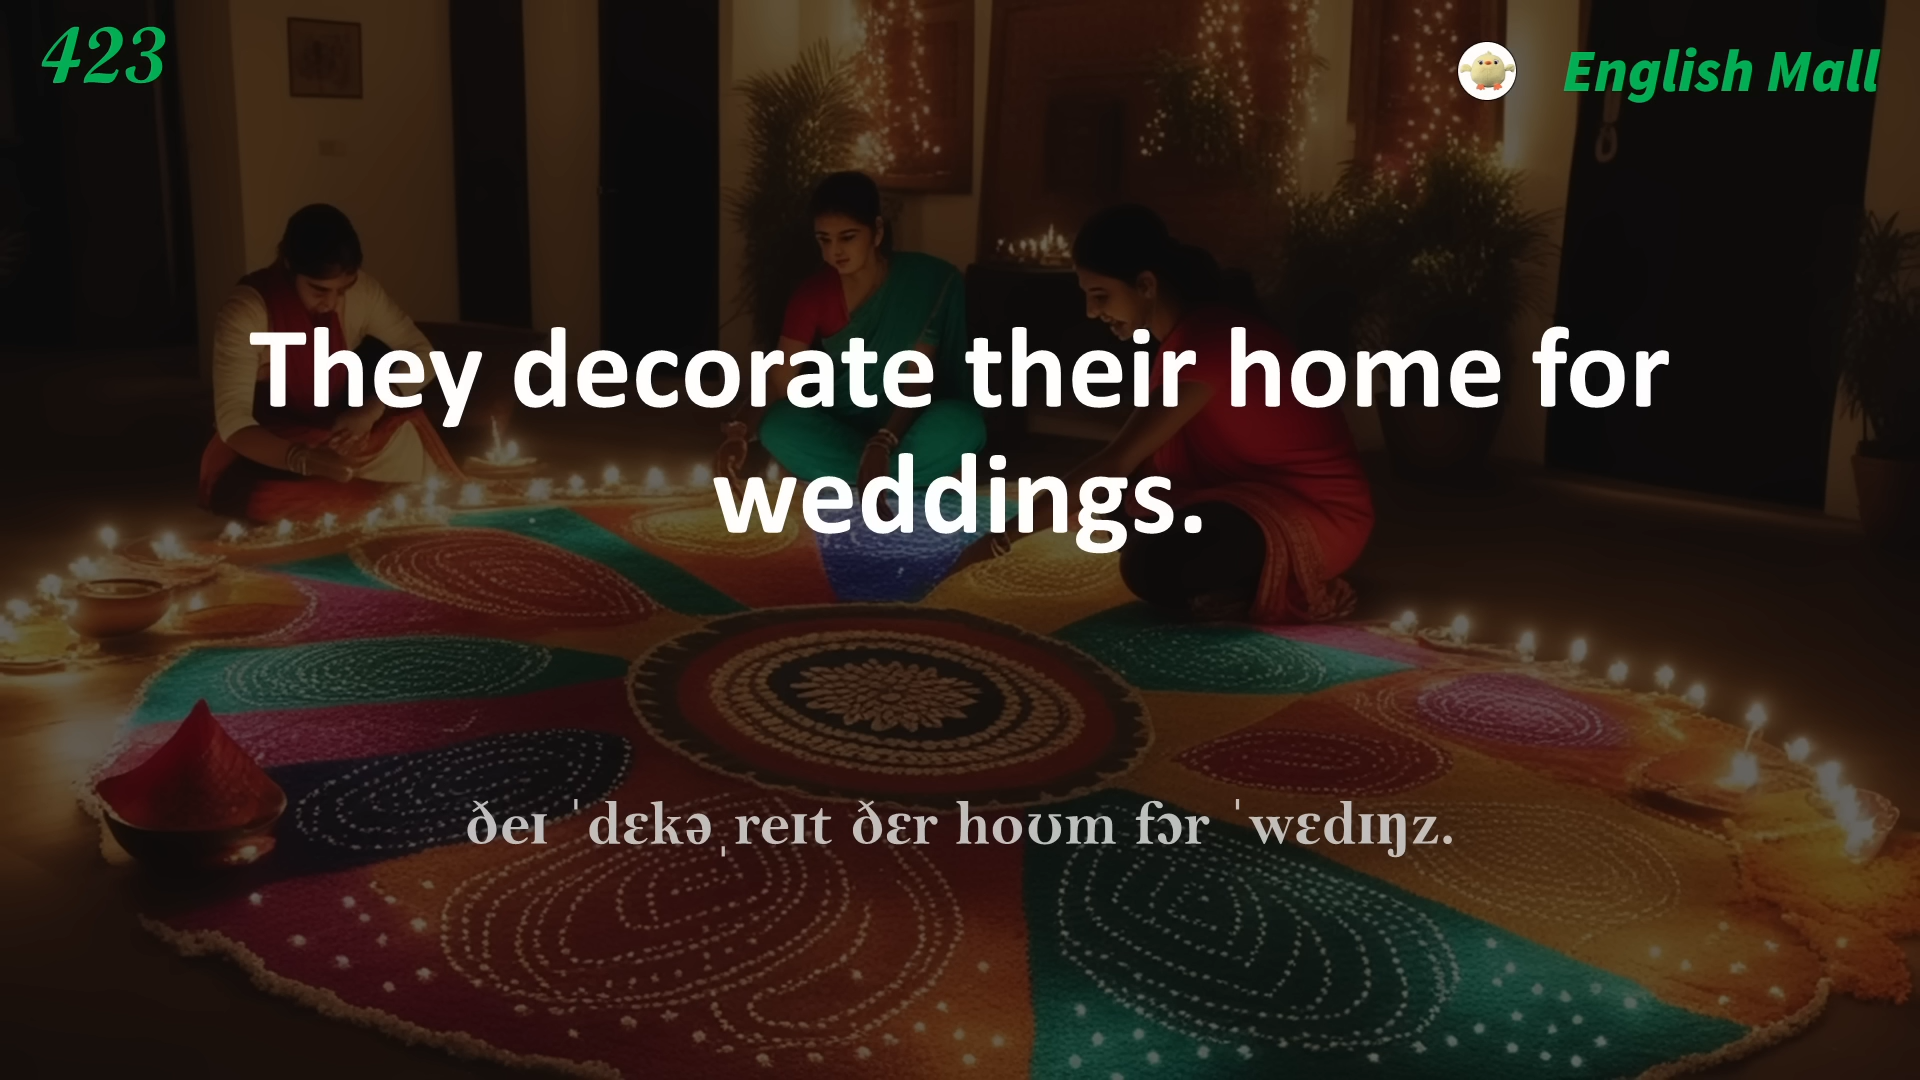 423
English Mall
They decorate their home for
weddings.
ðeɪ ˈdɛkəˌreɪt ðɛr hoʊm fɔr ˈwɛdɪŋz.